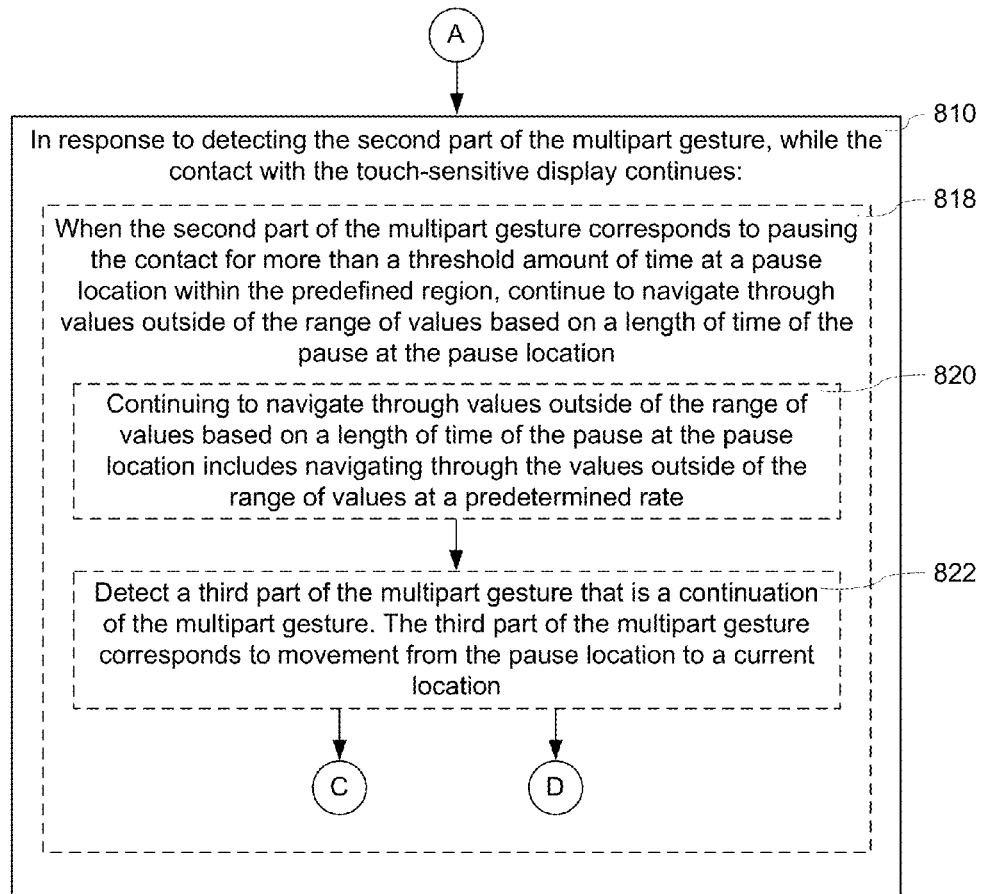 A
810
In response to detecting the second part of the multipart gesture, while the
contact with the touch-sensitive display continues:
818
When the second part of the multipart gesture corresponds to pausing
the contact for more than a threshold amount of time at a pause
location within the predefined region, continue to navigate through
values outside of the range of values based on a length of time of the
pause at the pause location
820
Continuing to navigate through values outside of the range of
values based on a length of time of the pause at the pause
location includes navigating through the values outside of the
range of values at a predetermined rate
822
Detect a third part of the multipart gesture that is a continuation
of the multipart gesture. The third part of the multipart gesture
corresponds to movement from the pause location to a current
location
C
D